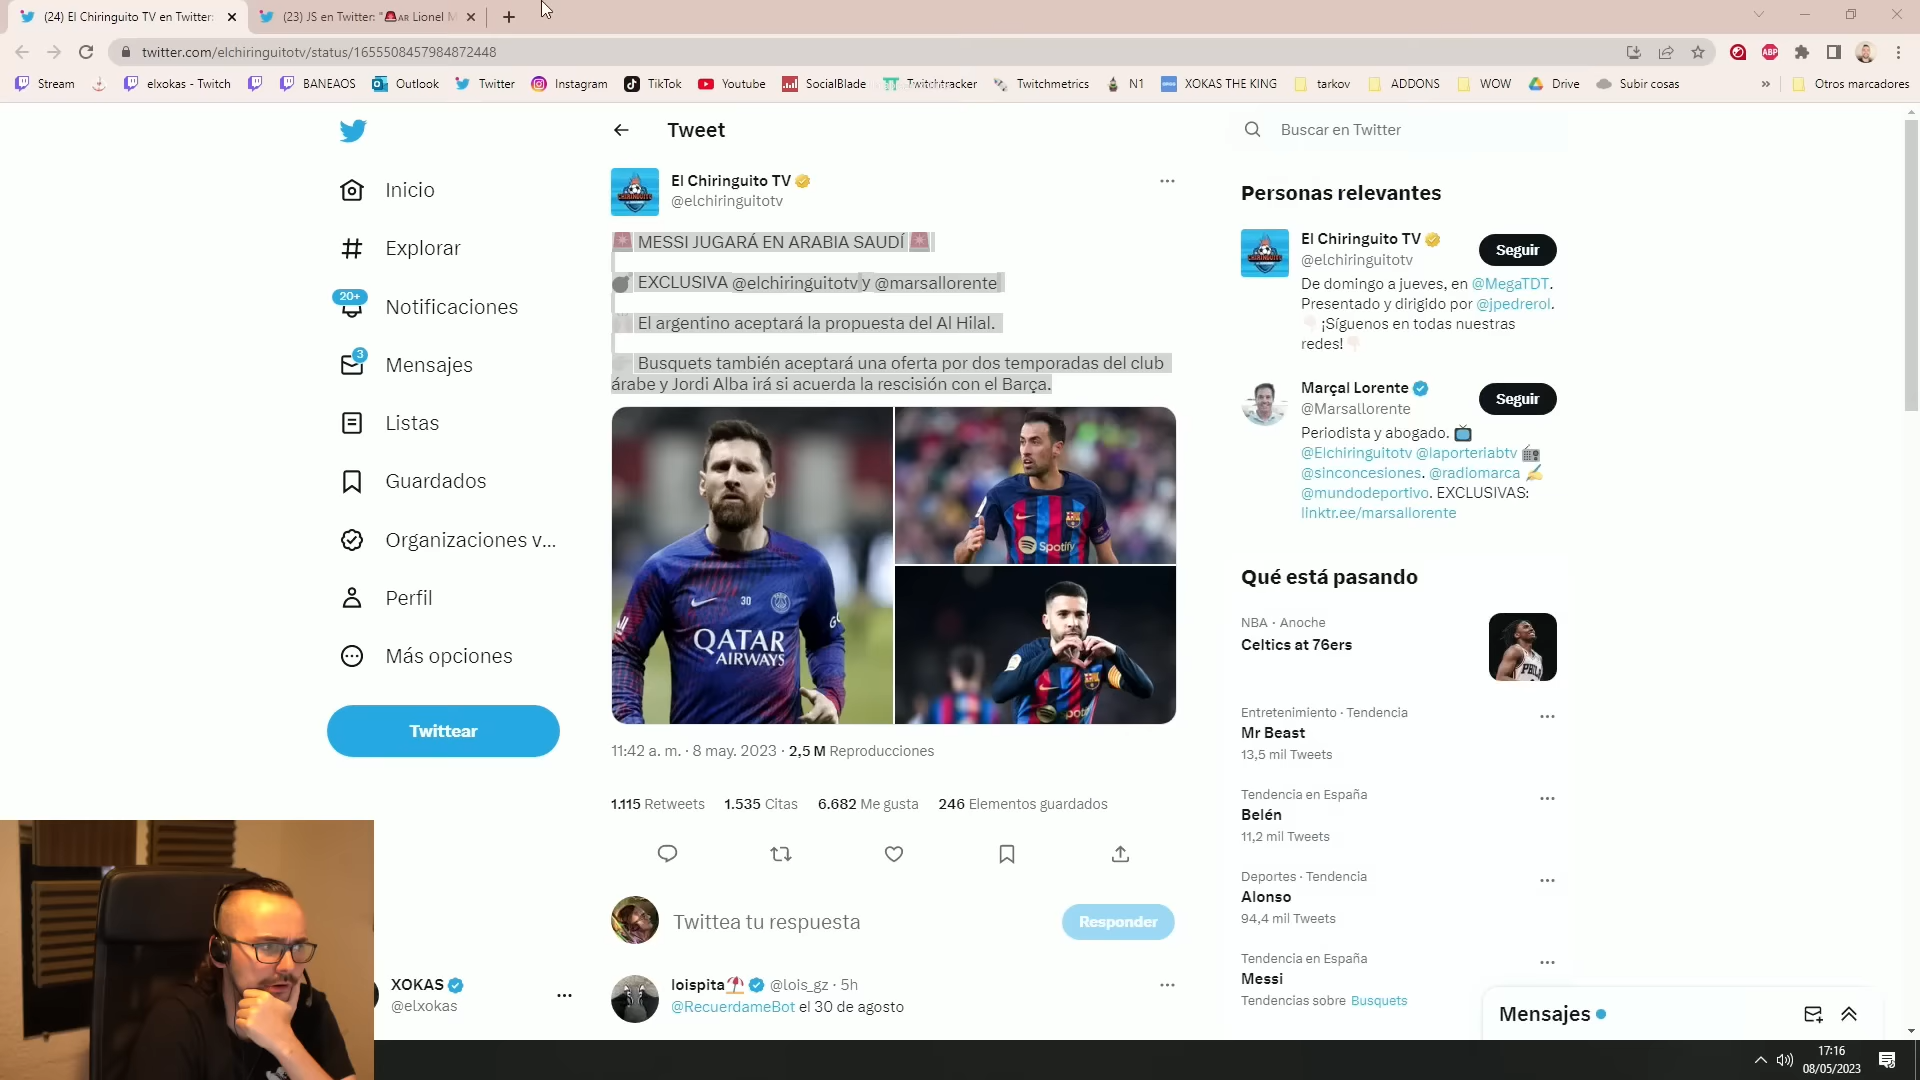 (24) El Chiringuito TV en Twitter:
(23) JS en Twitter: "🚨AR Lionel M
twitter.com/elchiringuitotv/status/1655508457984872448
Stream
elxokas - Twitch
BANEAOS
Outlook
Twitter
Instagram
TikTok
Youtube
SocialBlade
Twitchtracker
Twitchmetrics
N1
XOKAS THE KING
tarkov
ADDONS
WOW
Drive
Subir cosas
»
Otros marcadores
ABP
Inicio
Explorar
20+
Notificaciones
3
Mensajes
Listas
Guardados
Organizaciones v...
Perfil
Más opciones
Twittear
XOKAS
@elxokas
Tweet
El Chiringuito TV
@elchiringuitotv
🚨 MESSI JUGARÁ EN ARABIA SAUDÍ 🚨
💣 EXCLUSIVA @elchiringuitotv y @marsallorente
El argentino aceptará la propuesta del Al Hilal.
Busquets también aceptará una oferta por dos temporadas del club
árabe y Jordi Alba irá si acuerda la rescisión con el Barça.
30
QATAR
AIRWAYS
Spotify
11:42 a. m. · 8 may. 2023 · 2,5 M Reproducciones
1.115 Retweets 1.535 Citas 6.682 Me gusta 246 Elementos guardados
Twittea tu respuesta
Responder
loispita⛱️ @lois_gz · 5h
@RecuerdameBot el 30 de agosto
Buscar en Twitter
Personas relevantes
El Chiringuito TV
@elchiringuitotv
Seguir
De domingo a jueves, en @MegaTDT.
Presentado y dirigido por @jpedrerol.
👇🏻¡Síguenos en todas nuestras
redes!👇🏻
Marçal Lorente
@Marsallorente
Seguir
Periodista y abogado. 📺
@Elchiringuitotv @laporteriabtv 📻
@sinconcesiones. @radiomarca ✍️
@mundodeportivo. EXCLUSIVAS:
linktr.ee/marsallorente
Qué está pasando
NBA · Anoche
Celtics at 76ers
Entretenimiento · Tendencia
Mr Beast
13,5 mil Tweets
Tendencia en España
Belén
11,2 mil Tweets
Deportes · Tendencia
Alonso
94,4 mil Tweets
Tendencia en España
Messi
Tendencias sobre Busquets
Mensajes
17:16
08/05/2023